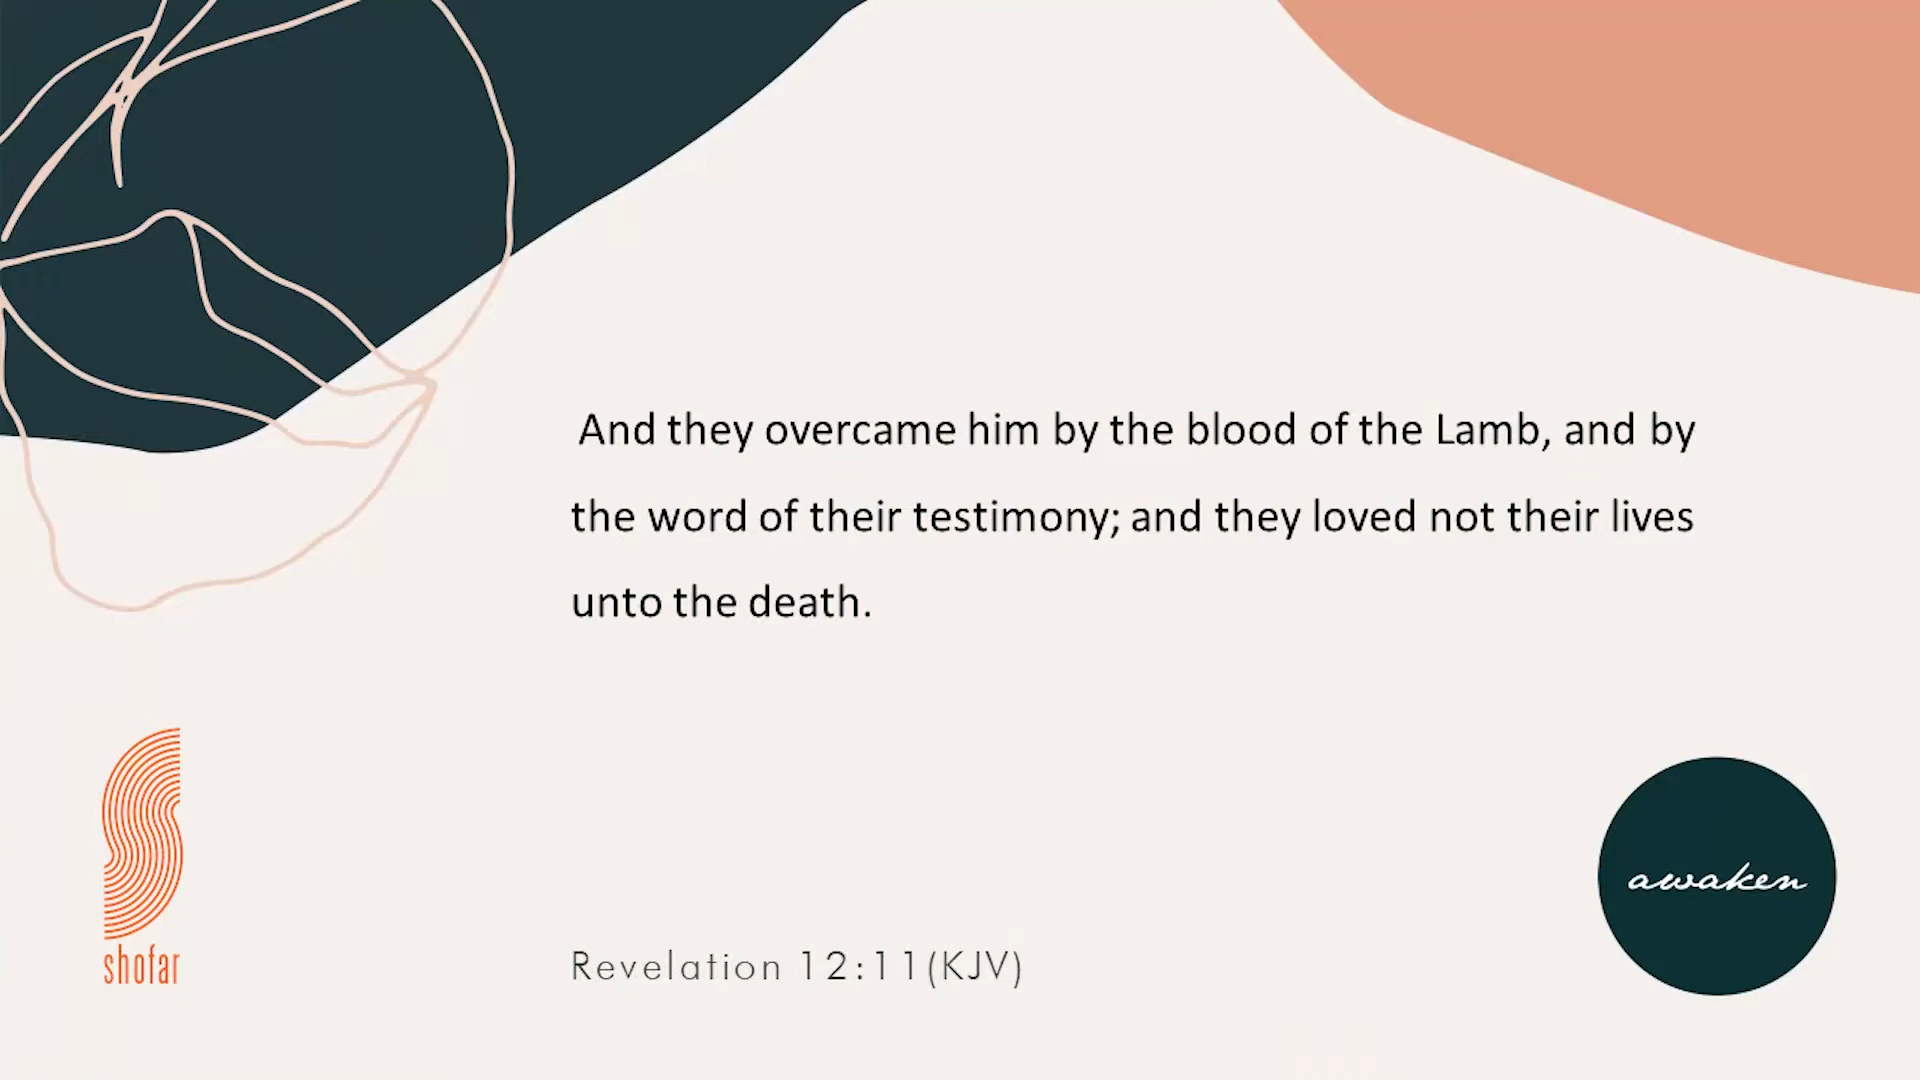 And they overcame him by the blood of the Lamb, and by
the word of their testimony; and they loved not their lives
unto the death.
shofar
Revelation 12:11(KJV)
awaken